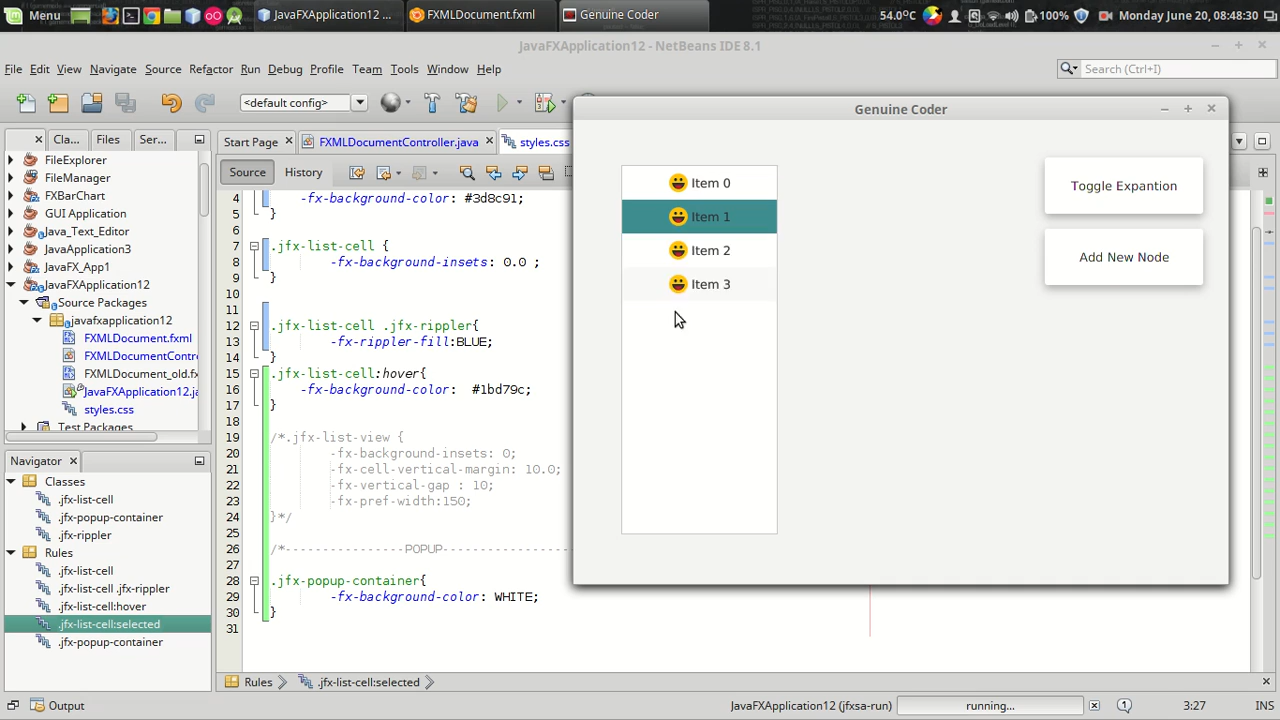 Menu
JavaFXApplication12 ...
FXMLDocument.fxml
Genuine Coder
54.0°C
100%
Monday June 20, 08:48:30
JavaFXApplication12 - NetBeans IDE 8.1
File Edit View Navigate Source Refactor Run Debug Profile Team Tools Window Help
Search (Ctrl+I)
<default config>
Genuine Coder
Cla... Files Ser...
Start Page
FXMLDocumentController.java
styles.css
Source History
FileExplorer
FileManager
FXBarChart
GUI Application
Java_Text_Editor
JavaApplication3
JavaFX_App1
JavaFXApplication12
Source Packages
javafxapplication12
FXMLDocument.fxml
FXMLDocumentContro
FXMLDocument_old.fx
JavaFXApplication12.ja
styles.css
Test Packages
Navigator
Classes
.jfx-list-cell
.jfx-popup-container
.jfx-rippler
Rules
.jfx-list-cell
.jfx-list-cell .jfx-rippler
.jfx-list-cell:hover
.jfx-list-cell:selected
.jfx-popup-container
4 -fx-background-color: #3d8c91;
5 }
6
7 .jfx-list-cell {
8 -fx-background-insets: 0.0 ;
9 }
10
11
12 .jfx-list-cell .jfx-rippler{
13 -fx-rippler-fill:BLUE;
14 }
15 .jfx-list-cell:hover{
16 -fx-background-color: #1bd79c;
17 }
18
19 /*.jfx-list-view {
20 -fx-background-insets: 0;
21 -fx-cell-vertical-margin: 10.0;
22 -fx-vertical-gap : 10;
23 -fx-pref-width:150;
24 }*/
25
26 /*---------------POPUP----------------
27
28 .jfx-popup-container{
29 -fx-background-color: WHITE;
30 }
31
Item 0
Item 1
Item 2
Item 3
Toggle Expantion
Add New Node
Rules .jfx-list-cell:selected
Output
JavaFXApplication12 (jfxsa-run)
running...
1
3:27
INS